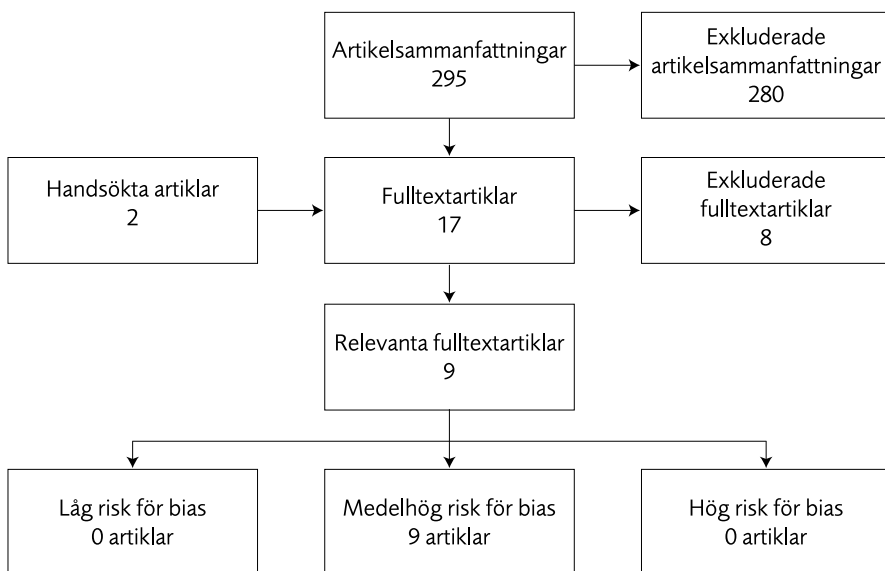 Artikelsammanfattningar
295
Exkluderade
artikelsammanfattningar
280
Handsökta artiklar
2
Fulltextartiklar
17
Exkluderade
fulltextartiklar
8
Relevanta fulltextartiklar
9
Låg risk för bias
0 artiklar
Medelhög risk för bias
9 artiklar
Hög risk för bias
0 artiklar